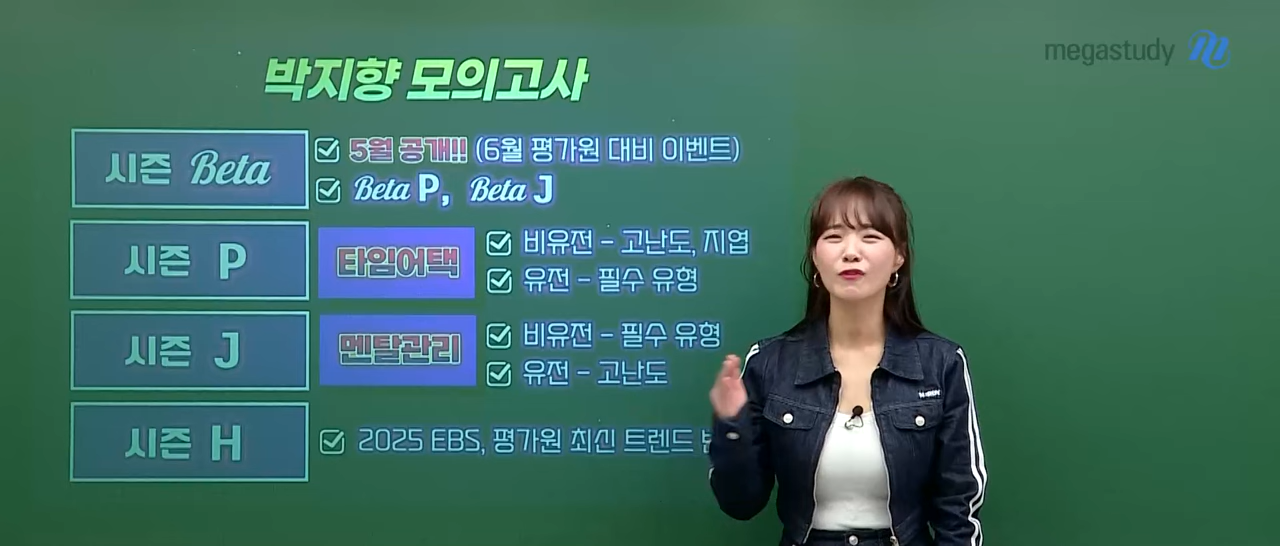 megastudy
박지향 모의고사
시즌 Beta
5월 공개!! (6월 평가원 대비 이벤트)
Beta P, Beta J
시즌 P
타임어택
비유전 - 고난도, 지엽
유전 - 필수 유형
시즌 J
멘탈관리
비유전 - 필수 유형
유전 - 고난도
시즌 H
2025 EBS, 평가원 최신 트렌드